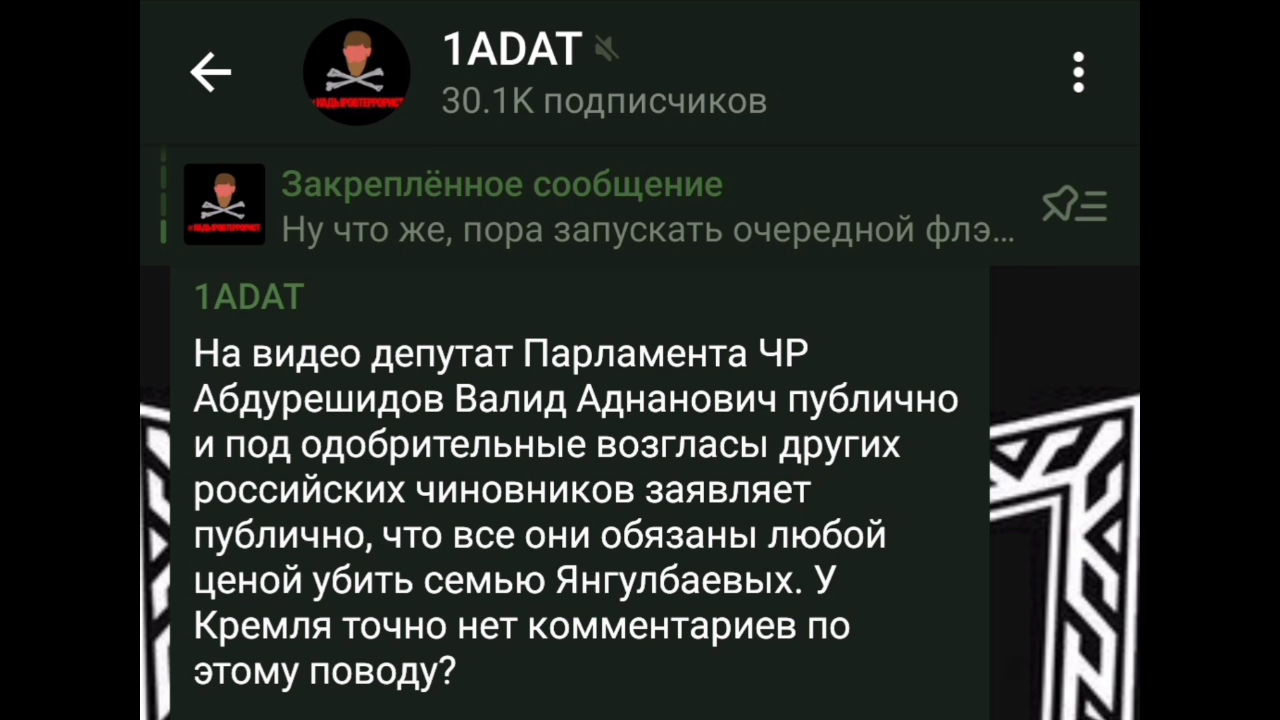 1ADAT
30.1K подписчиков
#КАДЫРОВТЕРРОРИСТ
Закреплённое сообщение
Ну что же, пора запускать очередной флэ...
#КАДЫРОВТЕРРОРИСТ
1ADAT
На видео депутат Парламента ЧР
Абдурешидов Валид Аднанович публично
и под одобрительные возгласы других
российских чиновников заявляет
публично, что все они обязаны любой
ценой убить семью Янгулбаевых. У
Кремля точно нет комментариев по
этому поводу?